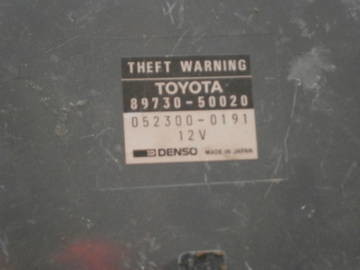 THEFT WARNING
TOYOTA
89730-50020
052300-0191
12V
DENSO MADE IN JAPAN